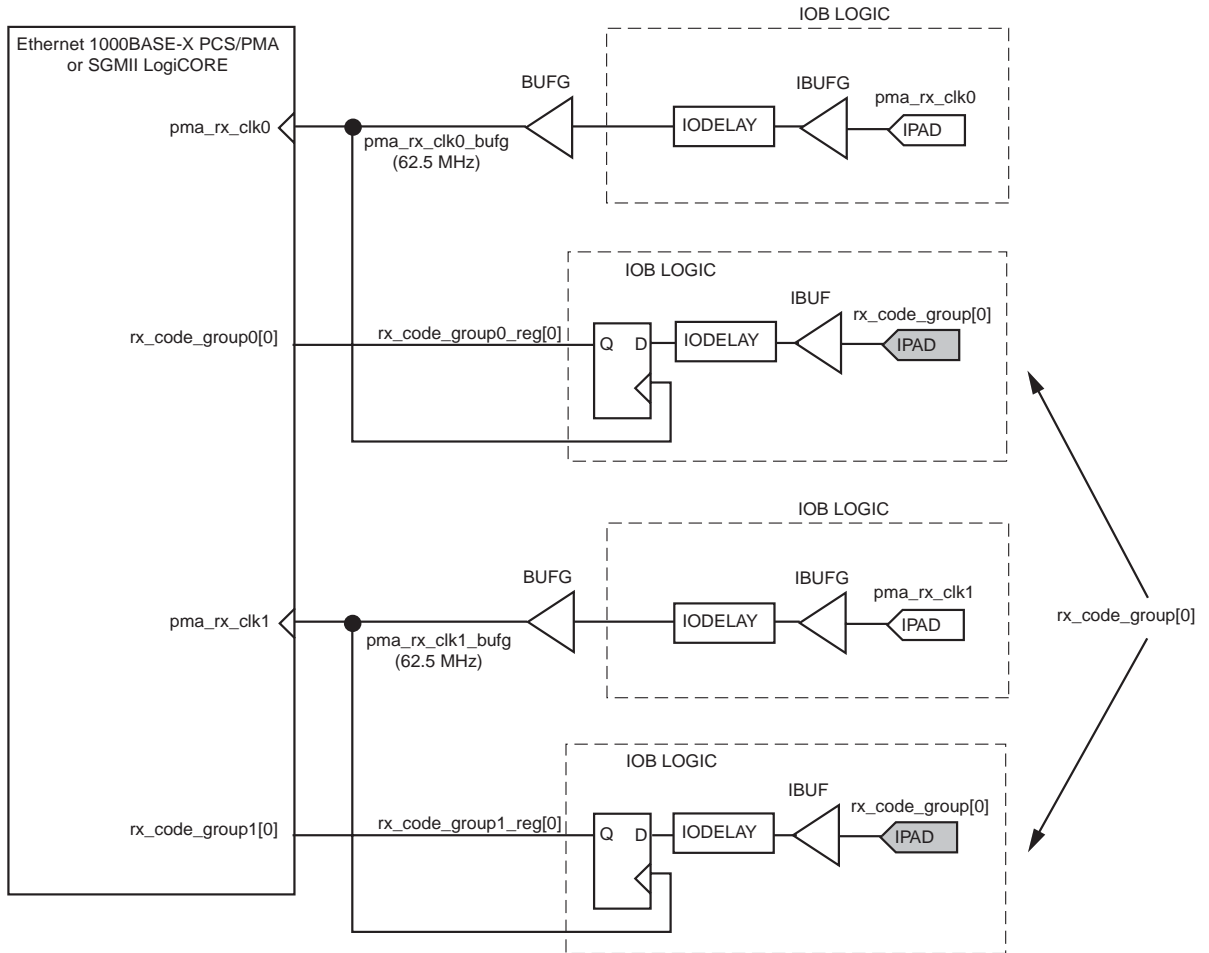 IOB LOGIC
Ethernet 1000BASE-X PCS/PMA
or SGMII LogiCORE
BUFG
IBUFG
pma_rx_clk0
pma_rx_clk0
IODELAY
IPAD
pma_rx_clk0_bufg
(62.5 MHz)
IOB LOGIC
IBUF
rx_code_group[0]
rx_code_group0[0]
rx_code_group0_reg[0]
Q D
IODELAY
IPAD
IOB LOGIC
BUFG
IBUFG
pma_rx_clk1
pma_rx_clk1
IODELAY
IPAD
rx_code_group[0]
pma_rx_clk1_bufg
(62.5 MHz)
IOB LOGIC
IBUF
rx_code_group[0]
rx_code_group1[0]
rx_code_group1_reg[0]
Q D
IODELAY
IPAD